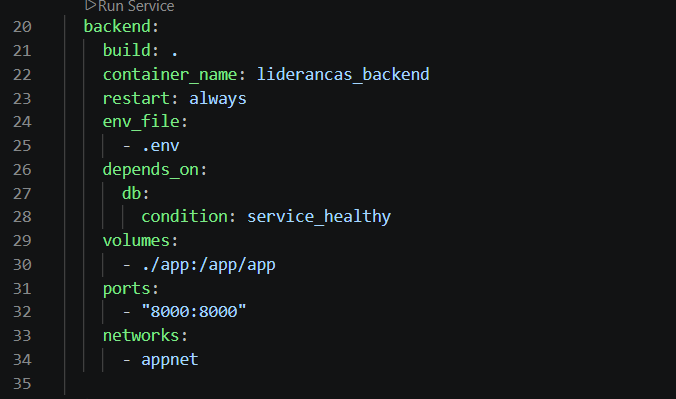 ▷Run Service
20 backend:
21 build: .
22 container_name: liderancas_backend
23 restart: always
24 env_file:
25 - .env
26 depends_on:
27 db:
28 condition: service_healthy
29 volumes:
30 - ./app:/app/app
31 ports:
32 - "8000:8000"
33 networks:
34 - appnet
35